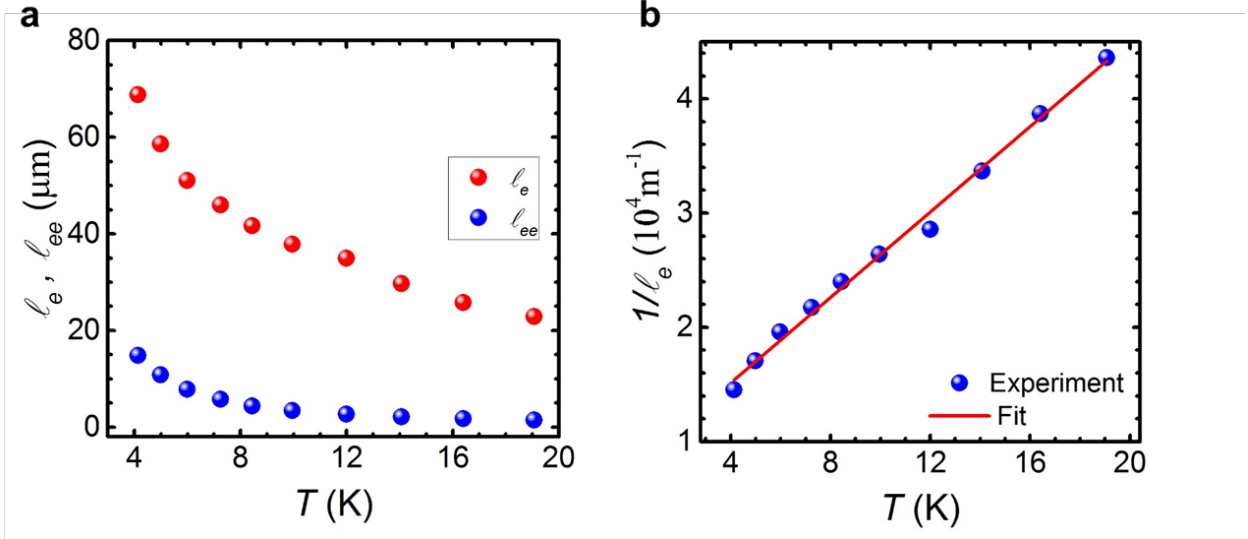 a
80
60
40
20
0
ℓe , ℓee (μm)
ℓe
ℓee
4 8 12 16 20
T (K)
b
4
3
2
1
1/ℓe (10⁴m⁻¹)
Experiment
Fit
4 8 12 16 20
T (K)